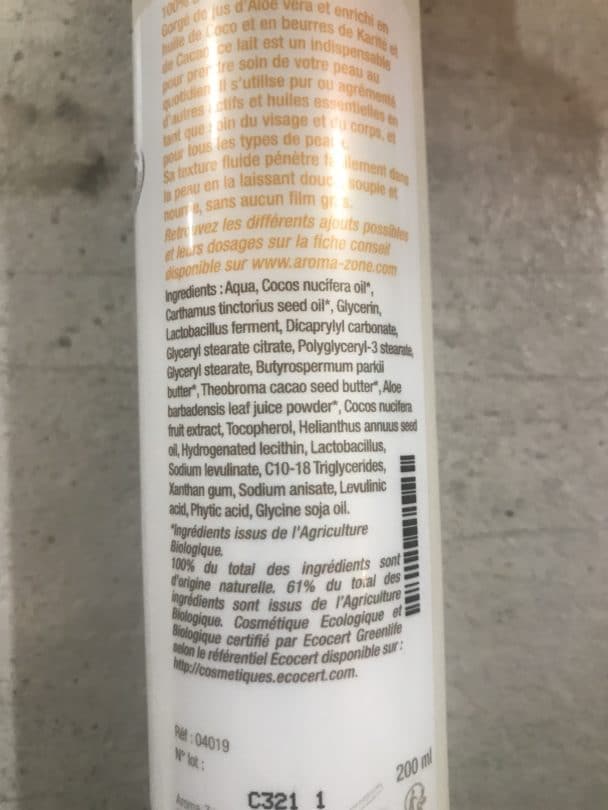 100%
Gorgé de jus d'Aloé véra et enrichi en
huile de Coco et en beurres de Karité et
de Cacao, ce lait est un indispensable
pour prendre soin de votre peau au
quotidien. Il s'utilise pur ou agrémenté
d'autres actifs et huiles essentielles en
tant que soin du visage et du corps, et
pour tous les types de peau.
Sa texture fluide pénètre facilement dans
la peau en la laissant douce, souple et
nourrie, sans aucun film gras.
Retrouvez les différents ajouts possibles
et leurs dosages sur la fiche conseil
disponible sur www.aroma-zone.com
Ingredients : Aqua, Cocos nucifera oil*,
Carthamus tinctorius seed oil*, Glycerin,
Lactobacillus ferment, Dicaprylyl carbonate,
Glyceryl stearate citrate, Polyglyceryl-3 stearate,
Glyceryl stearate, Butyrospermum parkii
butter*, Theobroma cacao seed butter*, Aloe
barbadensis leaf juice powder*, Cocos nucifera
fruit extract, Tocopherol, Helianthus annuus seed
oil, Hydrogenated lecithin, Lactobacillus,
Sodium levulinate, C10-18 Triglycerides,
Xanthan gum, Sodium anisate, Levulinic
acid, Phytic acid, Glycine soja oil.
*Ingrédients issus de l'Agriculture
Biologique.
100% du total des ingrédients sont
d'origine naturelle. 61% du total des
ingrédients sont issus de l'Agriculture
Biologique. Cosmétique Ecologique et
Biologique certifié par Ecocert Greenlife
selon le référentiel Ecocert disponible sur :
http://cosmetiques.ecocert.com.
Réf : 04019
N° lot :
200 ml
C321 1